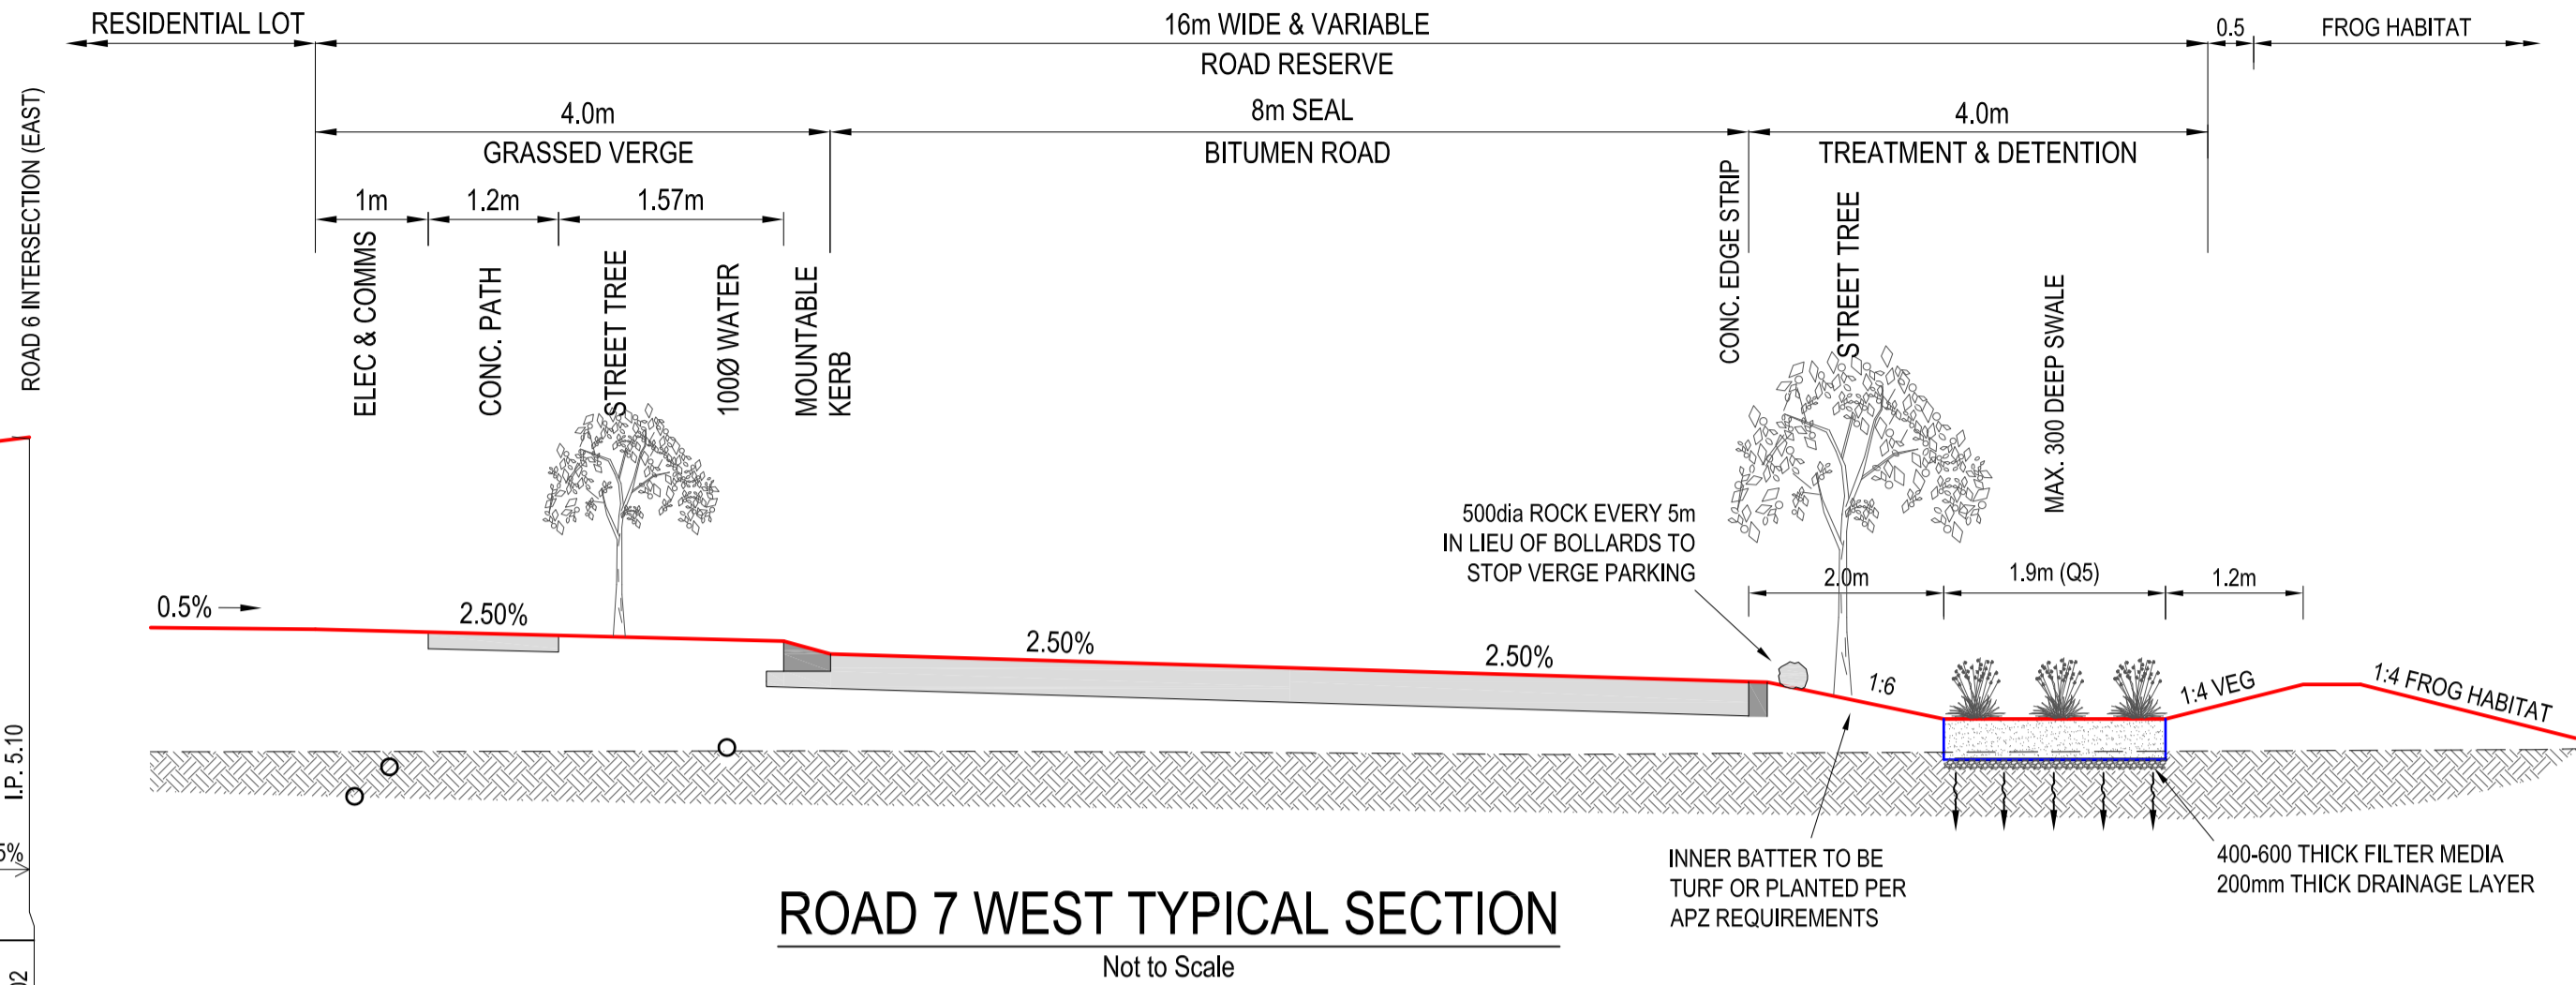 RESIDENTIAL LOT
16m WIDE & VARIABLE
0.5
FROG HABITAT
ROAD RESERVE
4.0m
8m SEAL
4.0m
GRASSED VERGE
BITUMEN ROAD
TREATMENT & DETENTION
1m
1.2m
1.57m
ROAD 6 INTERSECTION (EAST)
ELEC & COMMS
CONC. PATH
STREET TREE
100Ø WATER
MOUNTABLE
KERB
CONC. EDGE STRIP
STREET TREE
MAX. 300 DEEP SWALE
500dia ROCK EVERY 5m
IN LIEU OF BOLLARDS TO
STOP VERGE PARKING
2.0m
1.9m (Q5)
1.2m
0.5%
2.50%
2.50%
2.50%
1:6
1:4 VEG
1:4 FROG HABITAT
I.P. 5.10
5%
02
INNER BATTER TO BE
TURF OR PLANTED PER
APZ REQUIREMENTS
400-600 THICK FILTER MEDIA
200mm THICK DRAINAGE LAYER
ROAD 7 WEST TYPICAL SECTION
Not to Scale